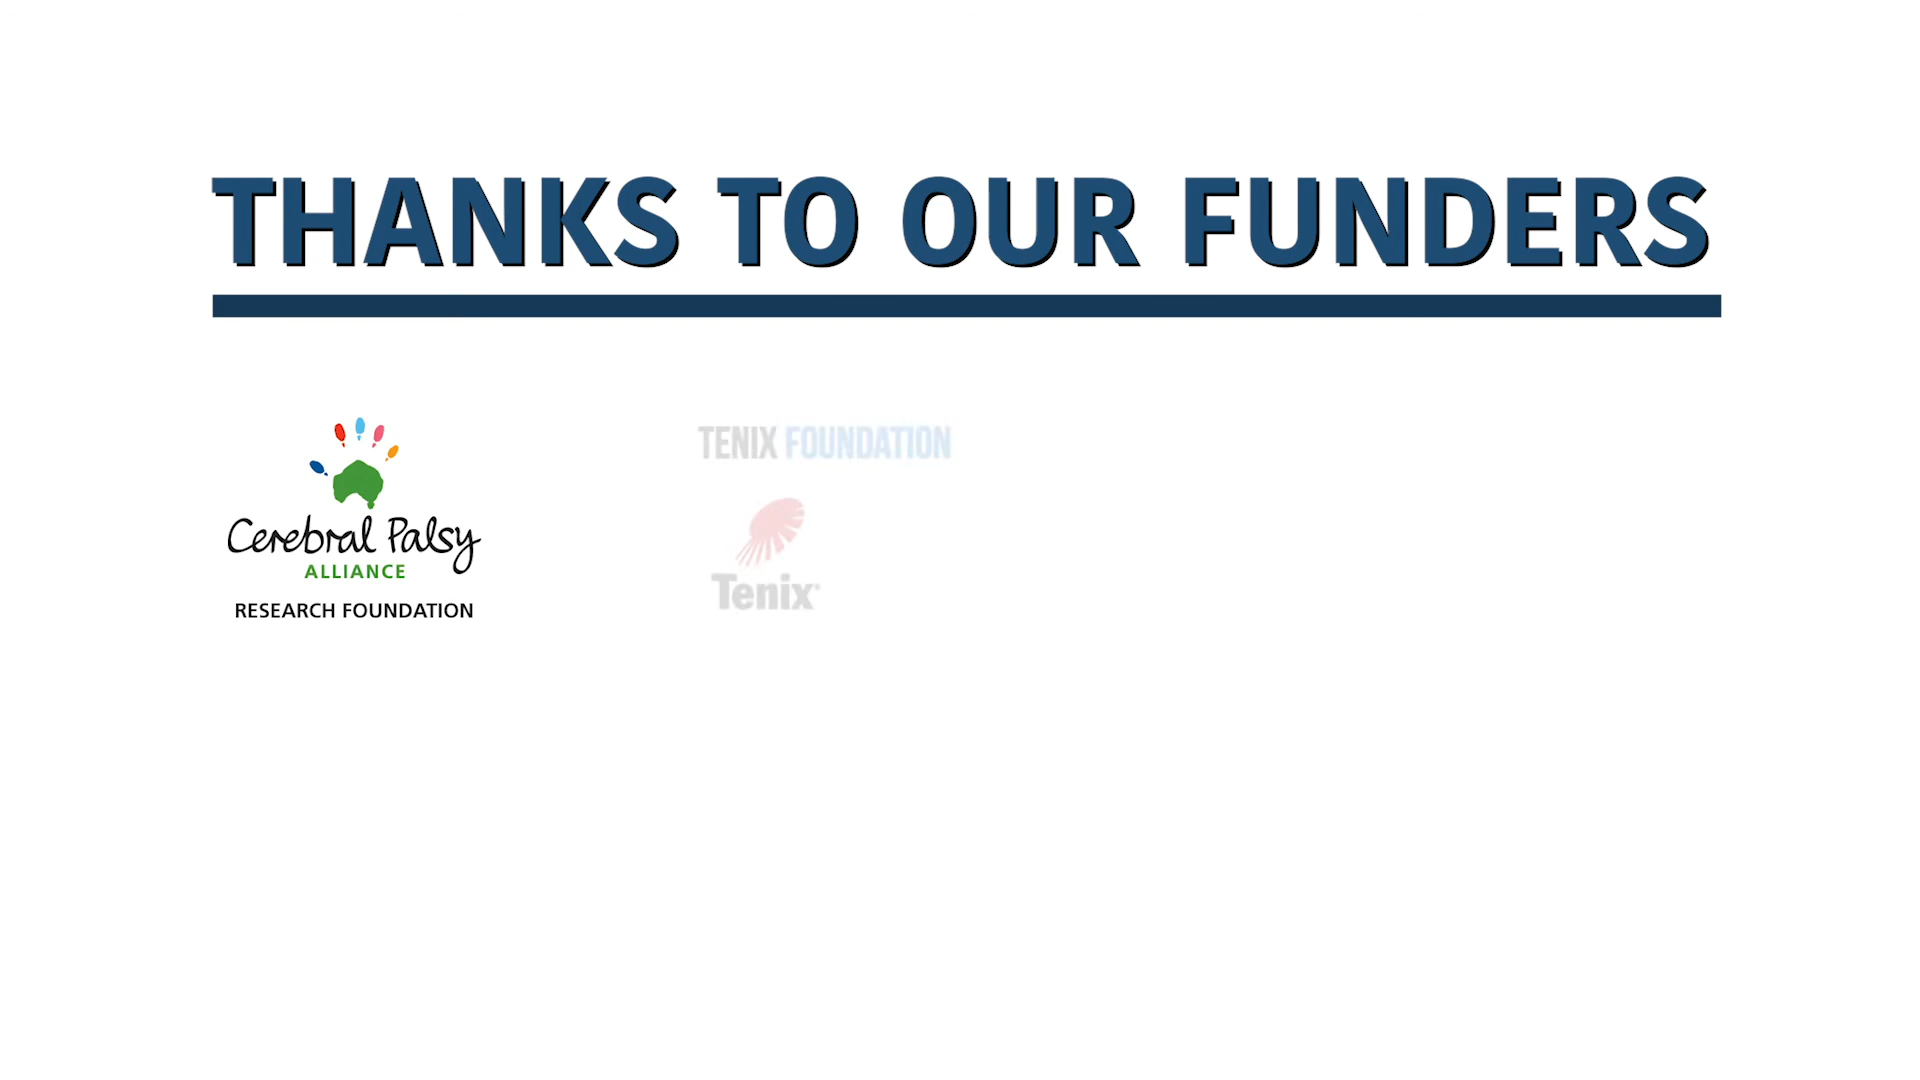 THANKS TO OUR FUNDERS
Cerebral Palsy
ALLIANCE
RESEARCH FOUNDATION
TENIX FOUNDATION
Tenix